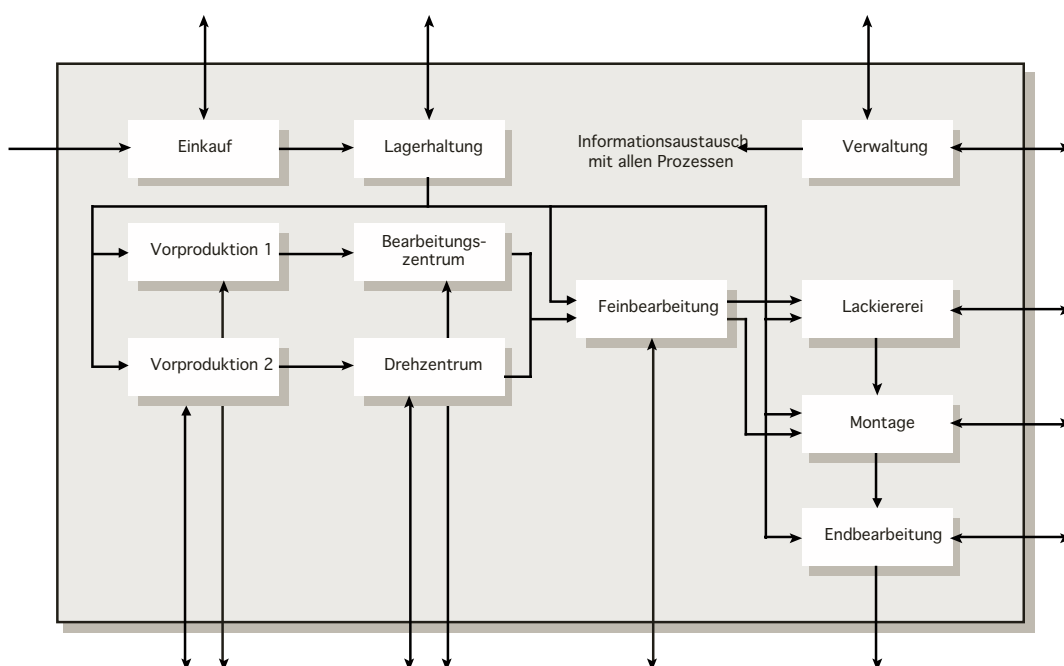 Einkauf
Lagerhaltung
Informationsaustausch
mit allen Prozessen
Verwaltung
Vorproduktion 1
Bearbeitungs-
zentrum
Feinbearbeitung
Lackiererei
Vorproduktion 2
Drehzentrum
Montage
Endbearbeitung